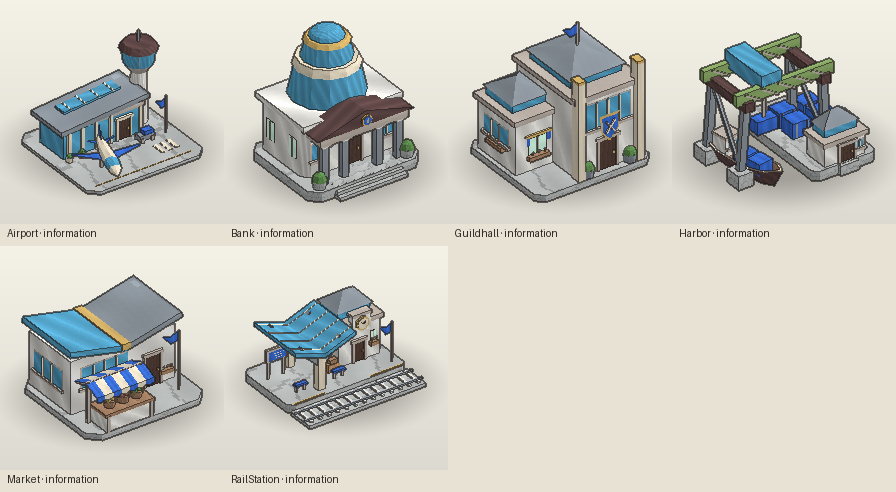 Airport · information
Bank · information
Guildhall · information
Harbor · information
Market · information
RailStation · information